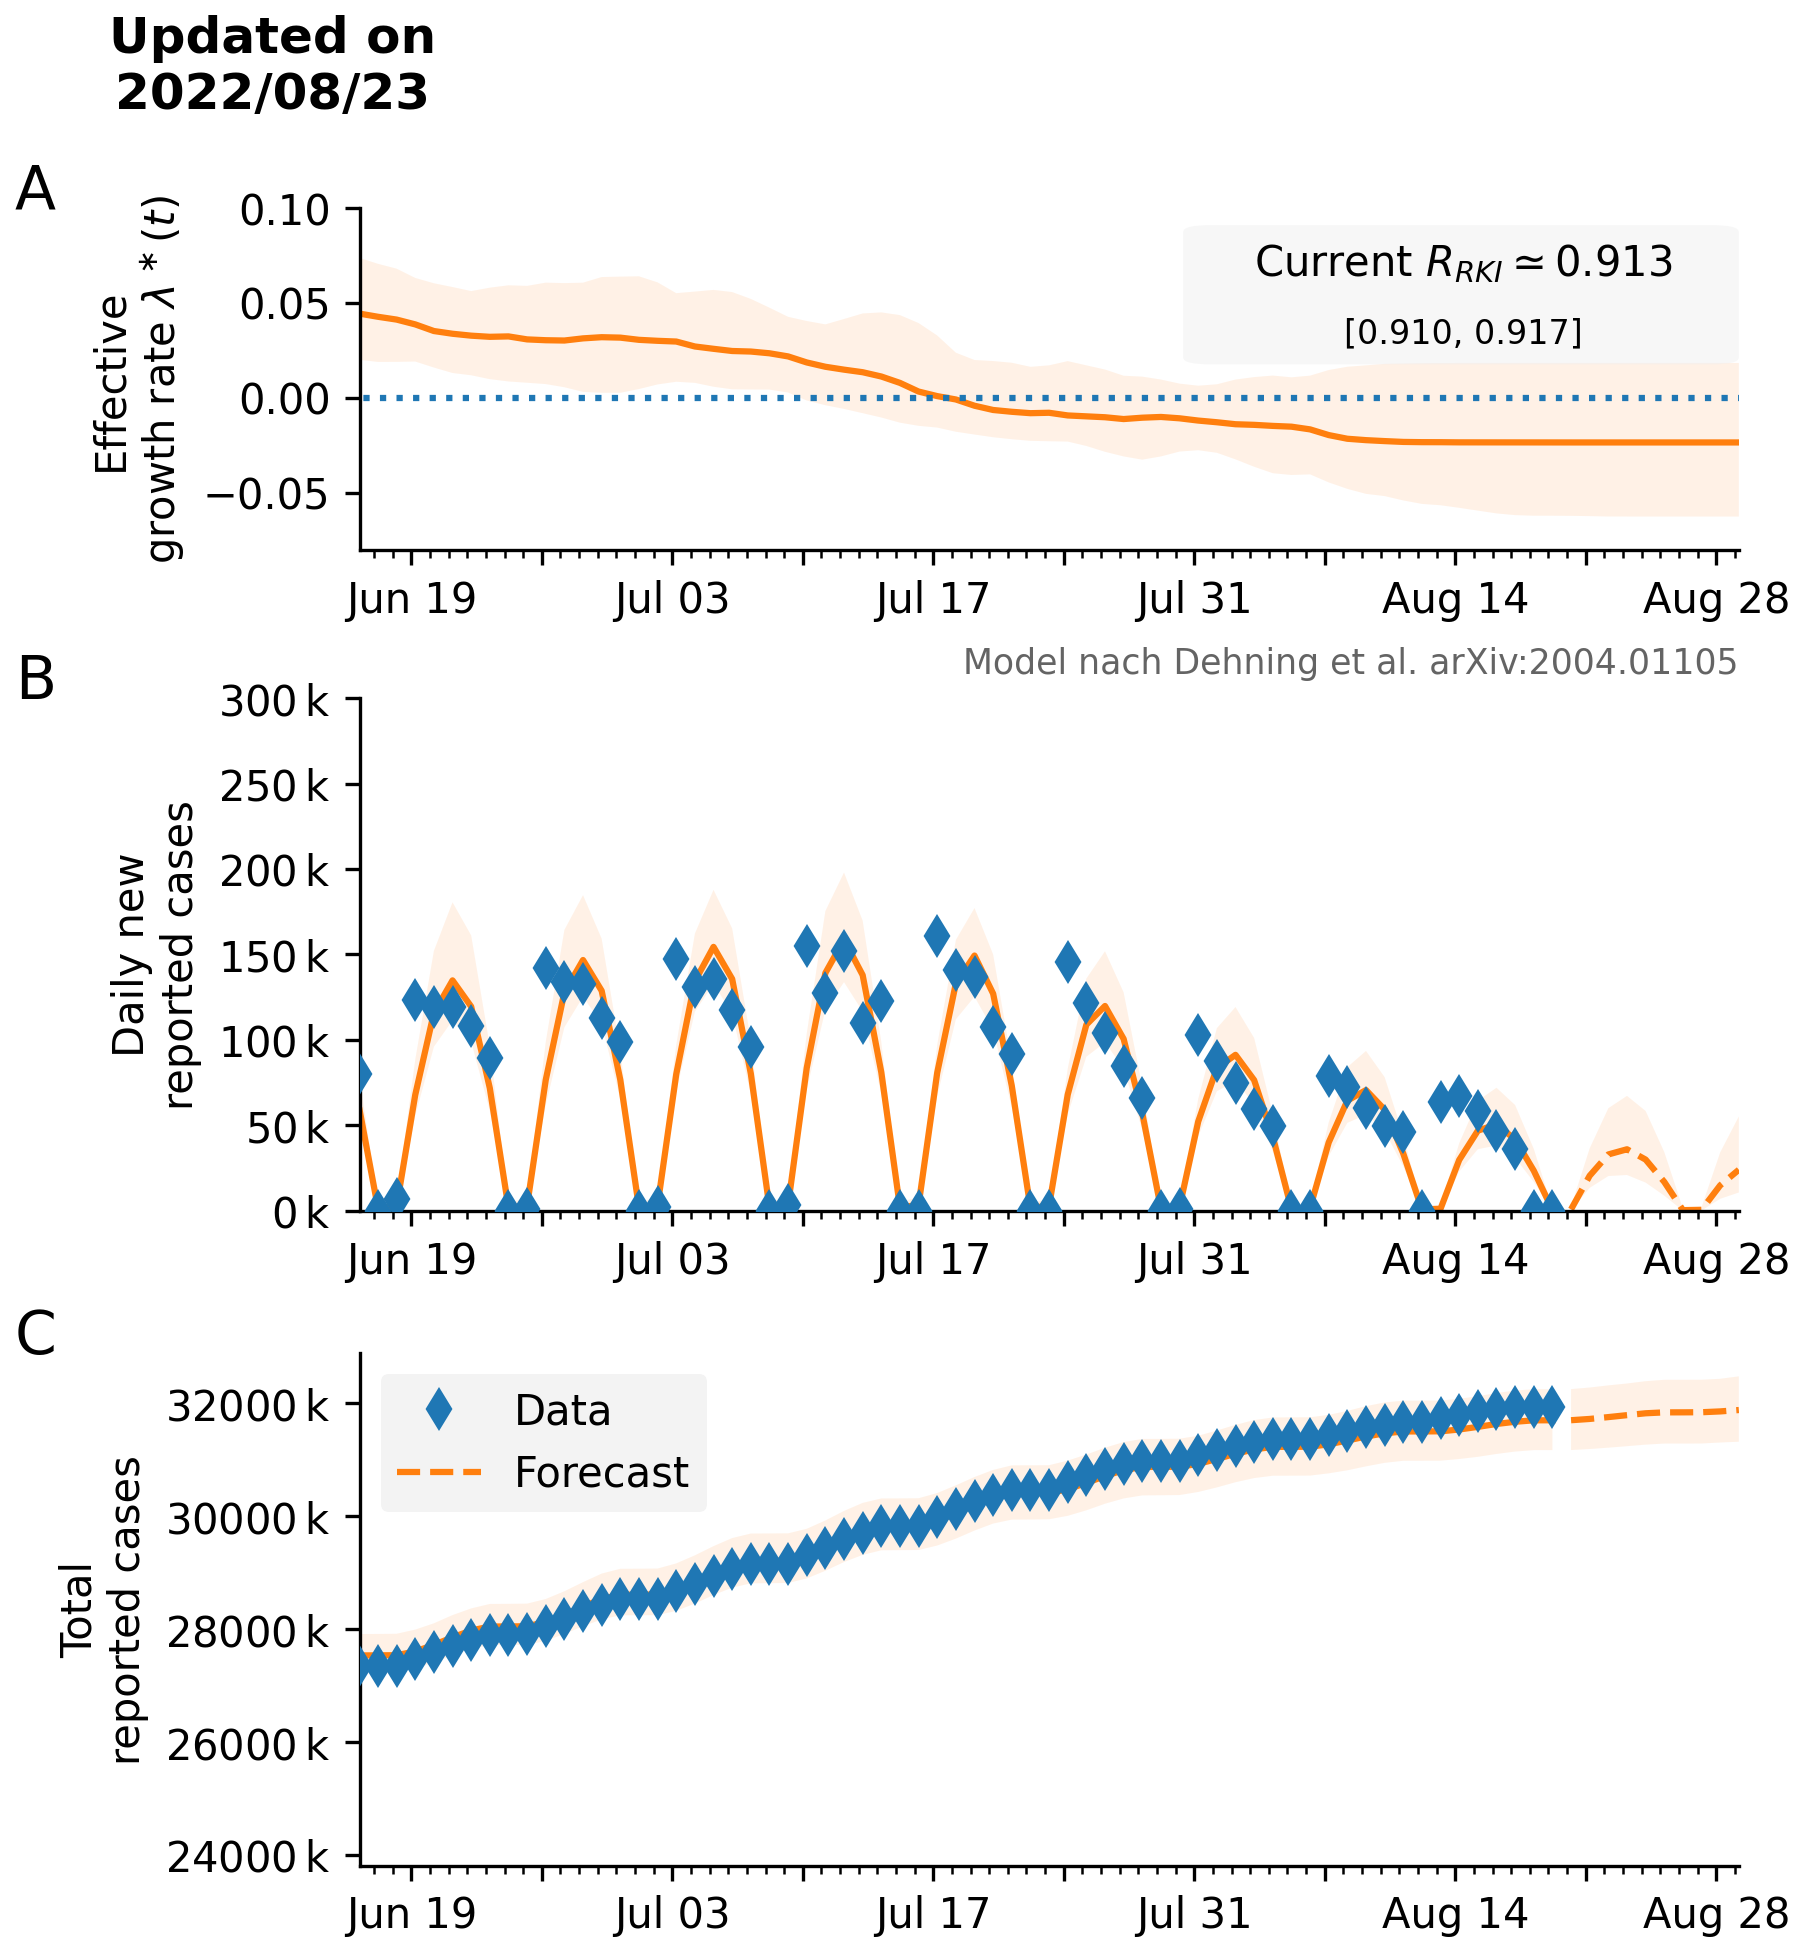 Updated on
2022/08/23
A
Effective
growth rate λ * (t)
0.10
0.05
0.00
−0.05
Current R_RKI ≃ 0.913
[0.910, 0.917]
Jun 19
Jul 03
Jul 17
Jul 31
Aug 14
Aug 28
Model nach Dehning et al. arXiv:2004.01105
B
Daily new
reported cases
300 k
250 k
200 k
150 k
100 k
50 k
0 k
Jun 19
Jul 03
Jul 17
Jul 31
Aug 14
Aug 28
C
Total
reported cases
32000 k
30000 k
28000 k
26000 k
24000 k
Data
Forecast
Jun 19
Jul 03
Jul 17
Jul 31
Aug 14
Aug 28